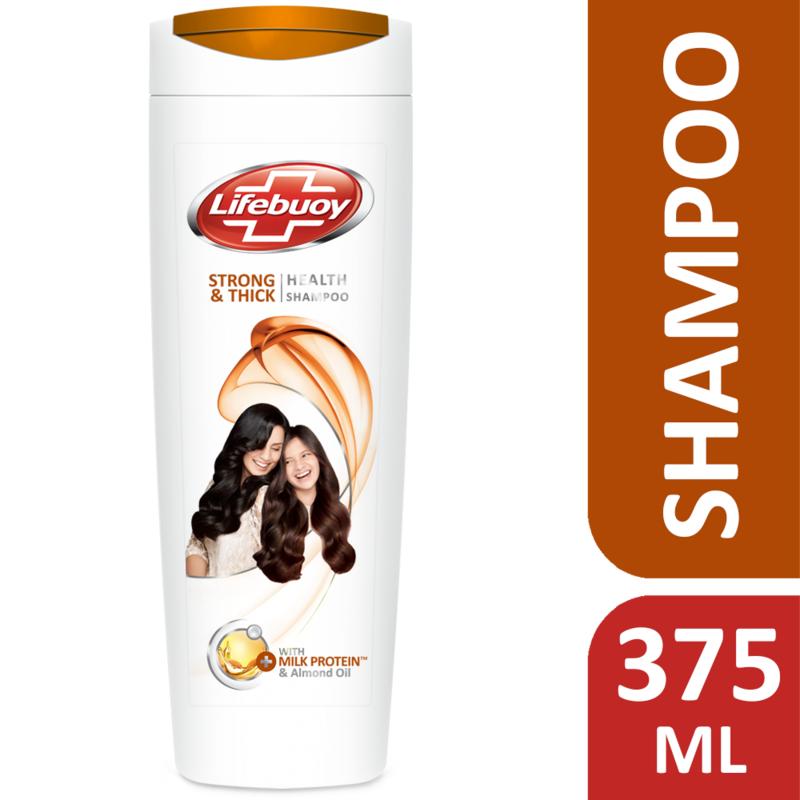 Lifebuoy
STRONG
& THICK
HEALTH
SHAMPOO
WITH
MILK PROTEIN™
& Almond Oil
SHAMPOO
375
ML